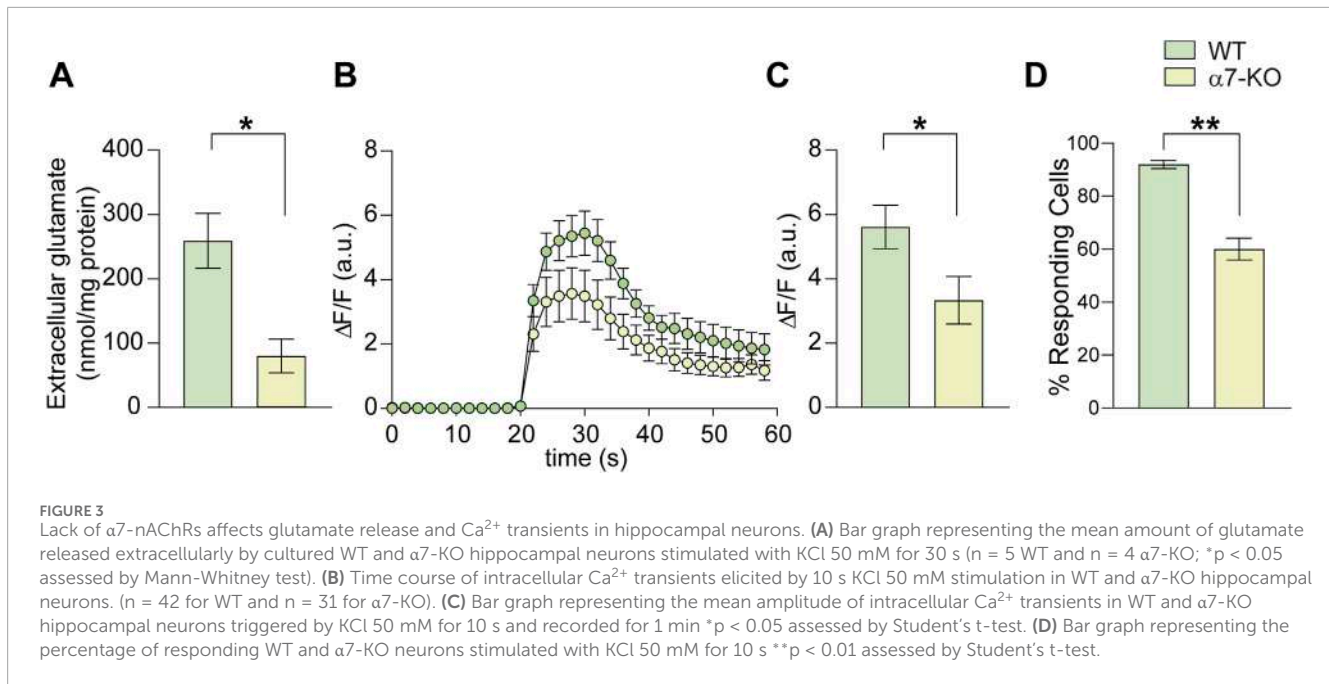 WT
α7-KO
A
B
C
D
*
*
**
Extracellular glutamate
(nmol/mg protein)
400
300
200
100
0
ΔF/F (a.u.)
8
6
4
2
0
0
10
20
30
40
50
60
time (s)
ΔF/F (a.u.)
8
6
4
2
0
% Responding Cells
100
80
60
40
20
0
FIGURE 3
Lack of α7-nAChRs affects glutamate release and Ca²⁺ transients in hippocampal neurons. (A) Bar graph representing the mean amount of glutamate
released extracellularly by cultured WT and α7-KO hippocampal neurons stimulated with KCl 50 mM for 30 s (n = 5 WT and n = 4 α7-KO; *p < 0.05
assessed by Mann-Whitney test). (B) Time course of intracellular Ca²⁺ transients elicited by 10 s KCl 50 mM stimulation in WT and α7-KO hippocampal
neurons. (n = 42 for WT and n = 31 for α7-KO). (C) Bar graph representing the mean amplitude of intracellular Ca²⁺ transients in WT and α7-KO
hippocampal neurons triggered by KCl 50 mM for 10 s and recorded for 1 min *p < 0.05 assessed by Student's t-test. (D) Bar graph representing the
percentage of responding WT and α7-KO neurons stimulated with KCl 50 mM for 10 s **p < 0.01 assessed by Student's t-test.